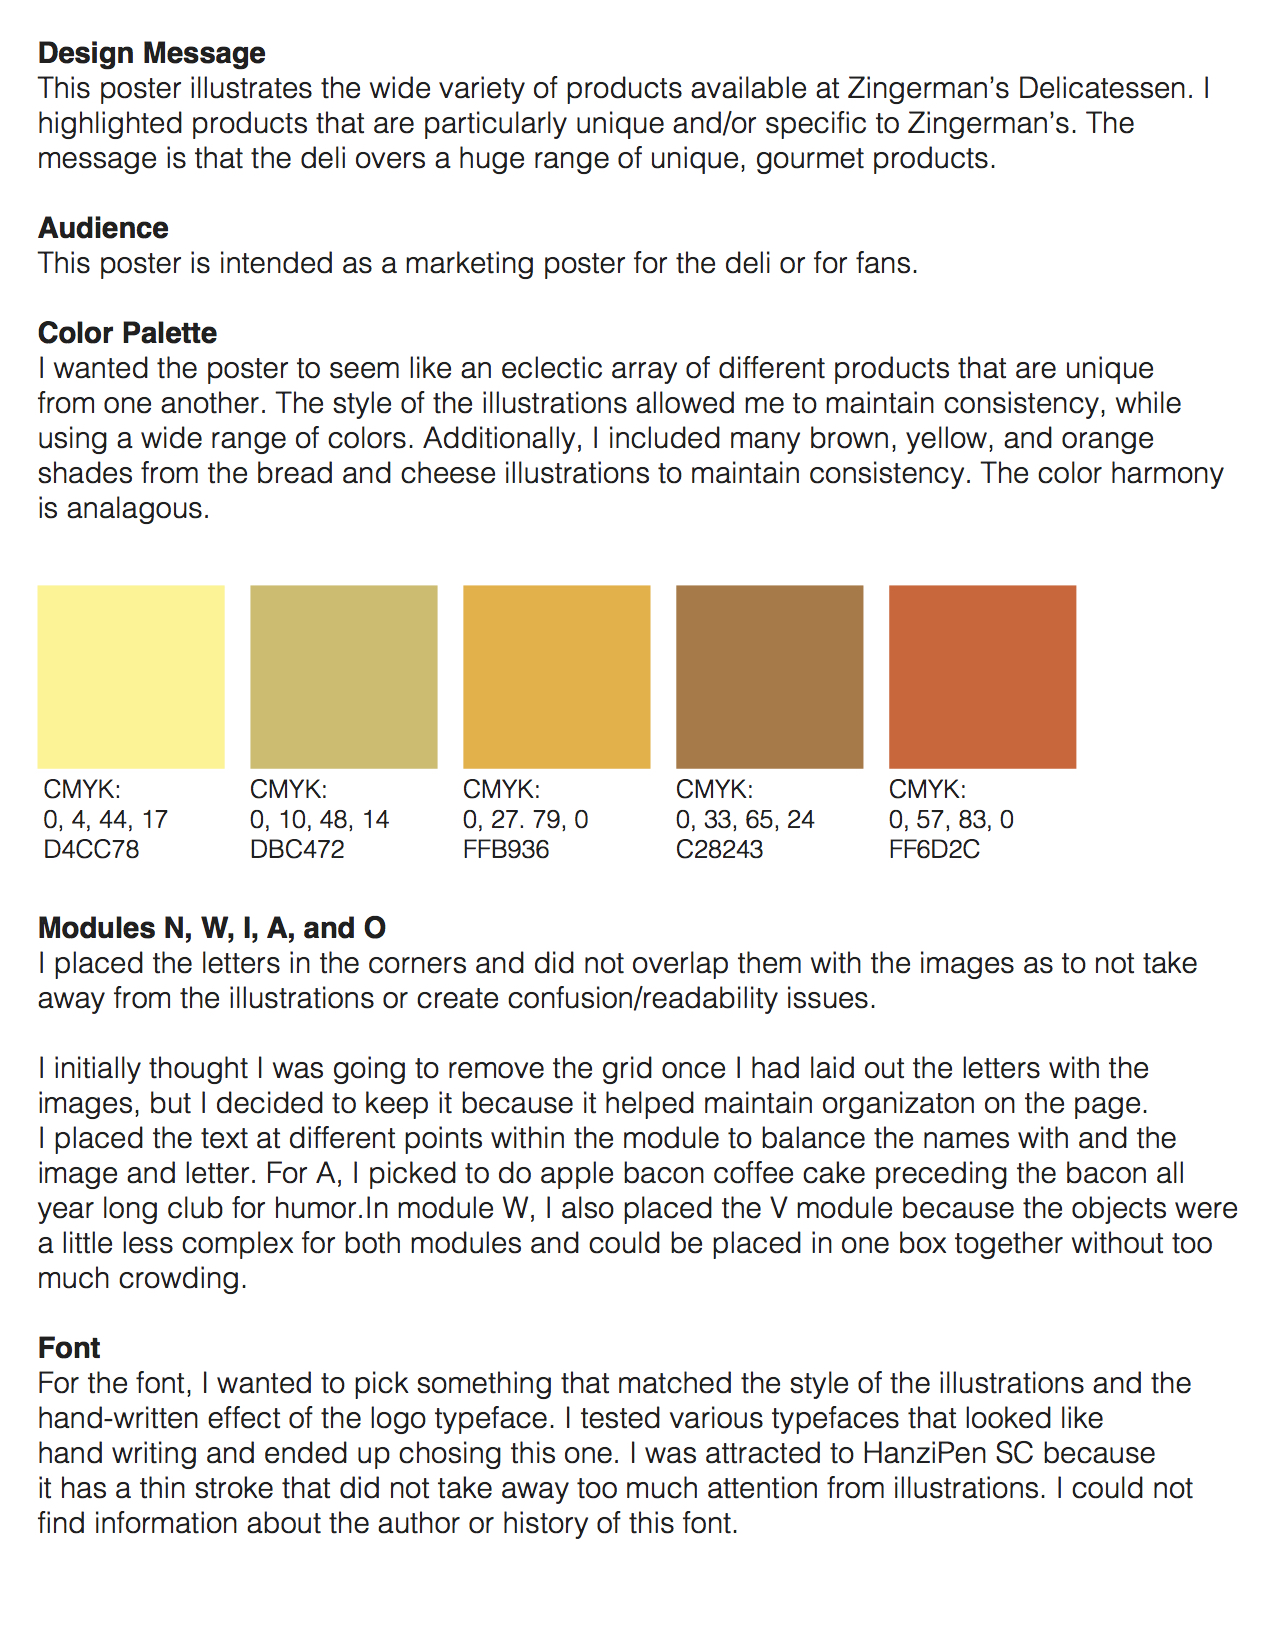 Design Message
This poster illustrates the wide variety of products available at Zingerman’s Delicatessen. I
highlighted products that are particularly unique and/or specific to Zingerman’s. The
message is that the deli overs a huge range of unique, gourmet products.
Audience
This poster is intended as a marketing poster for the deli or for fans.
Color Palette
I wanted the poster to seem like an eclectic array of different products that are unique
from one another. The style of the illustrations allowed me to maintain consistency, while
using a wide range of colors. Additionally, I included many brown, yellow, and orange
shades from the bread and cheese illustrations to maintain consistency. The color harmony
is analagous.
CMYK:
0, 4, 44, 17
D4CC78
CMYK:
0, 10, 48, 14
DBC472
CMYK:
0, 27. 79, 0
FFB936
CMYK:
0, 33, 65, 24
C28243
CMYK:
0, 57, 83, 0
FF6D2C
Modules N, W, I, A, and O
I placed the letters in the corners and did not overlap them with the images as to not take
away from the illustrations or create confusion/readability issues.
I initially thought I was going to remove the grid once I had laid out the letters with the
images, but I decided to keep it because it helped maintain organizaton on the page.
I placed the text at different points within the module to balance the names with and the
image and letter. For A, I picked to do apple bacon coffee cake preceding the bacon all
year long club for humor.In module W, I also placed the V module because the objects were
a little less complex for both modules and could be placed in one box together without too
much crowding.
Font
For the font, I wanted to pick something that matched the style of the illustrations and the
hand-written effect of the logo typeface. I tested various typefaces that looked like
hand writing and ended up chosing this one. I was attracted to HanziPen SC because
it has a thin stroke that did not take away too much attention from illustrations. I could not
find information about the author or history of this font.